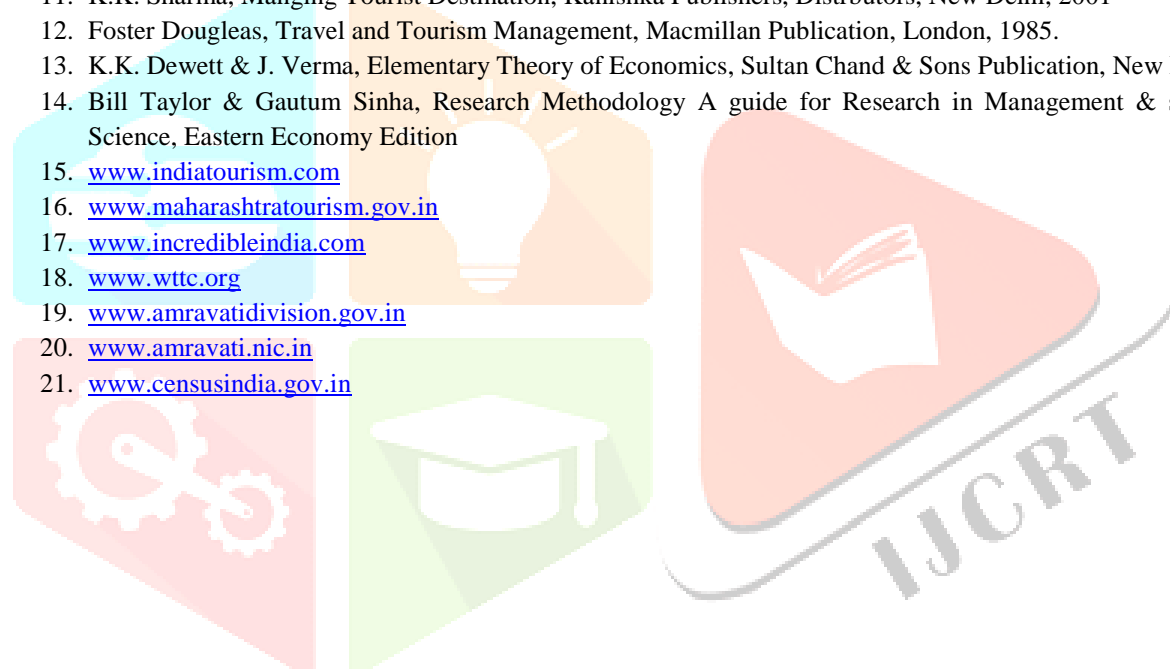 11. K.K. Sharma, Manging Tourist Destination, Kanishka Publishers, Distrbutors, New Delhi, 2001
12. Foster Dougleas, Travel and Tourism Management, Macmillan Publication, London, 1985.
13. K.K. Dewett & J. Verma, Elementary Theory of Economics, Sultan Chand & Sons Publication, New
14. Bill Taylor & Gautum Sinha, Research Methodology A guide for Research in Management &
Science, Eastern Economy Edition
15. www.indiatourism.com
16. www.maharashtratourism.gov.in
17. www.incredibleindia.com
18. www.wttc.org
19. www.amravatidivision.gov.in
20. www.amravati.nic.in
21. www.censusindia.gov.in
IJCRT